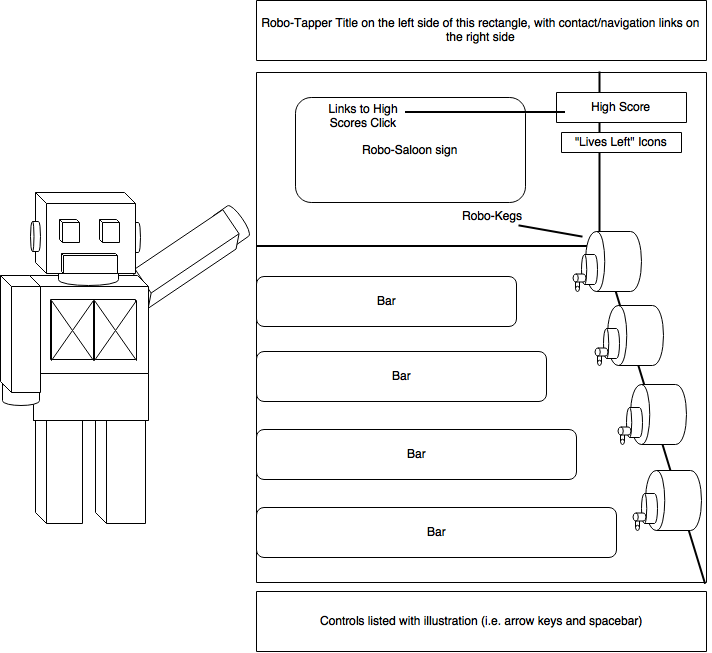 Robo-Tapper Title on the left side of this rectangle, with contact/navigation links on
the right side
Links to High
Scores Click
High Score
Robo-Saloon sign
"Lives Left" Icons
Robo-Kegs
Bar
Bar
Bar
Bar
Controls listed with illustration (i.e. arrow keys and spacebar)